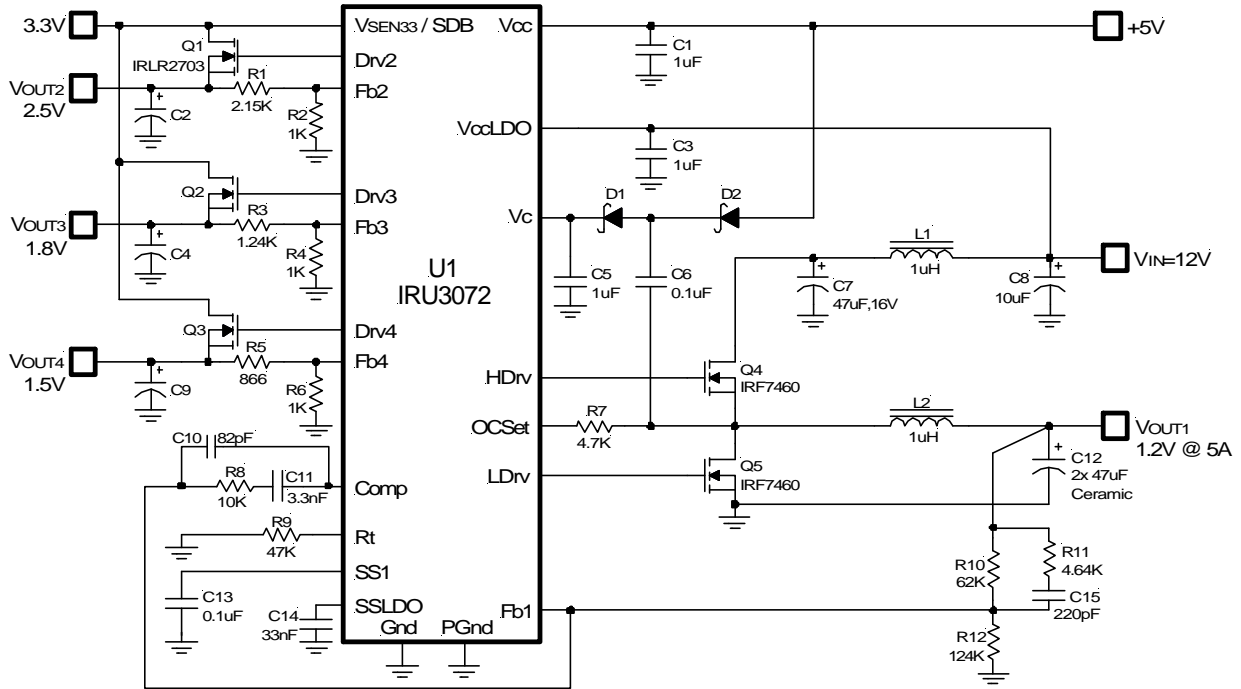 3.3V
VSEN33 / SDB
Vcc
+5V
Q1
IRLR2703
Drv2
C1
1uF
VOUT2
2.5V
R1
2.15K
Fb2
C2
R2
1K
VccLDO
C3
1uF
Q2
Drv3
D1
D2
VOUT3
1.8V
R3
1.24K
Fb3
Vc
C4
R4
1K
U1
IRU3072
C5
1uF
C6
0.1uF
L1
1uH
VIN=12V
C7
47uF,16V
C8
10uF
Q3
Drv4
VOUT4
1.5V
R5
866
Fb4
C9
R6
1K
HDrv
Q4
IRF7460
OCSet
R7
4.7K
L2
1uH
VOUT1
1.2V @ 5A
C10
82pF
R8
10K
C11
3.3nF
Comp
LDrv
Q5
IRF7460
C12
2x 47uF
Ceramic
R9
47K
Rt
R10
62K
R11
4.64K
C13
0.1uF
SS1
C14
33nF
SSLDO
Fb1
C15
220pF
Gnd
PGnd
R12
124K